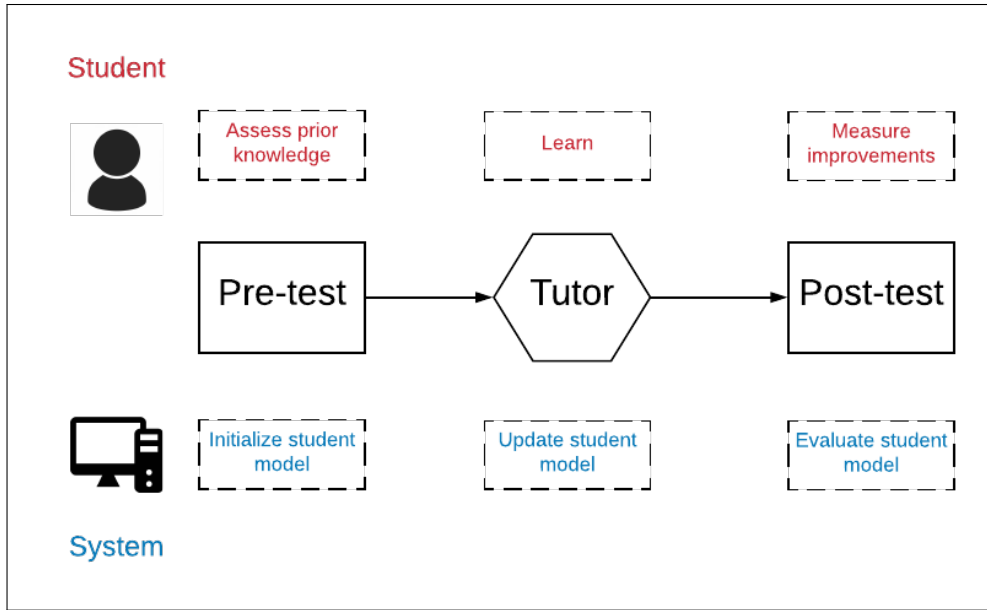 Student
Assess prior
knowledge
Learn
Measure
improvements
Pre-test
Tutor
Post-test
Initialize student
model
Update student
model
Evaluate student
model
System